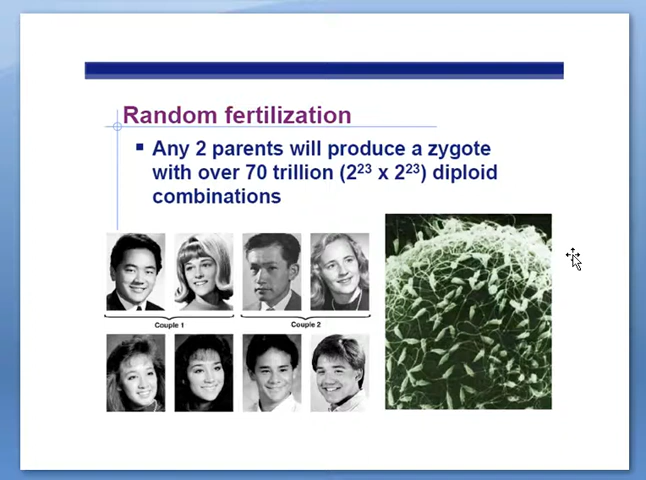 Random fertilization
Any 2 parents will produce a zygote
with over 70 trillion (2²³ x 2²³) diploid
combinations
Couple 1
Couple 2